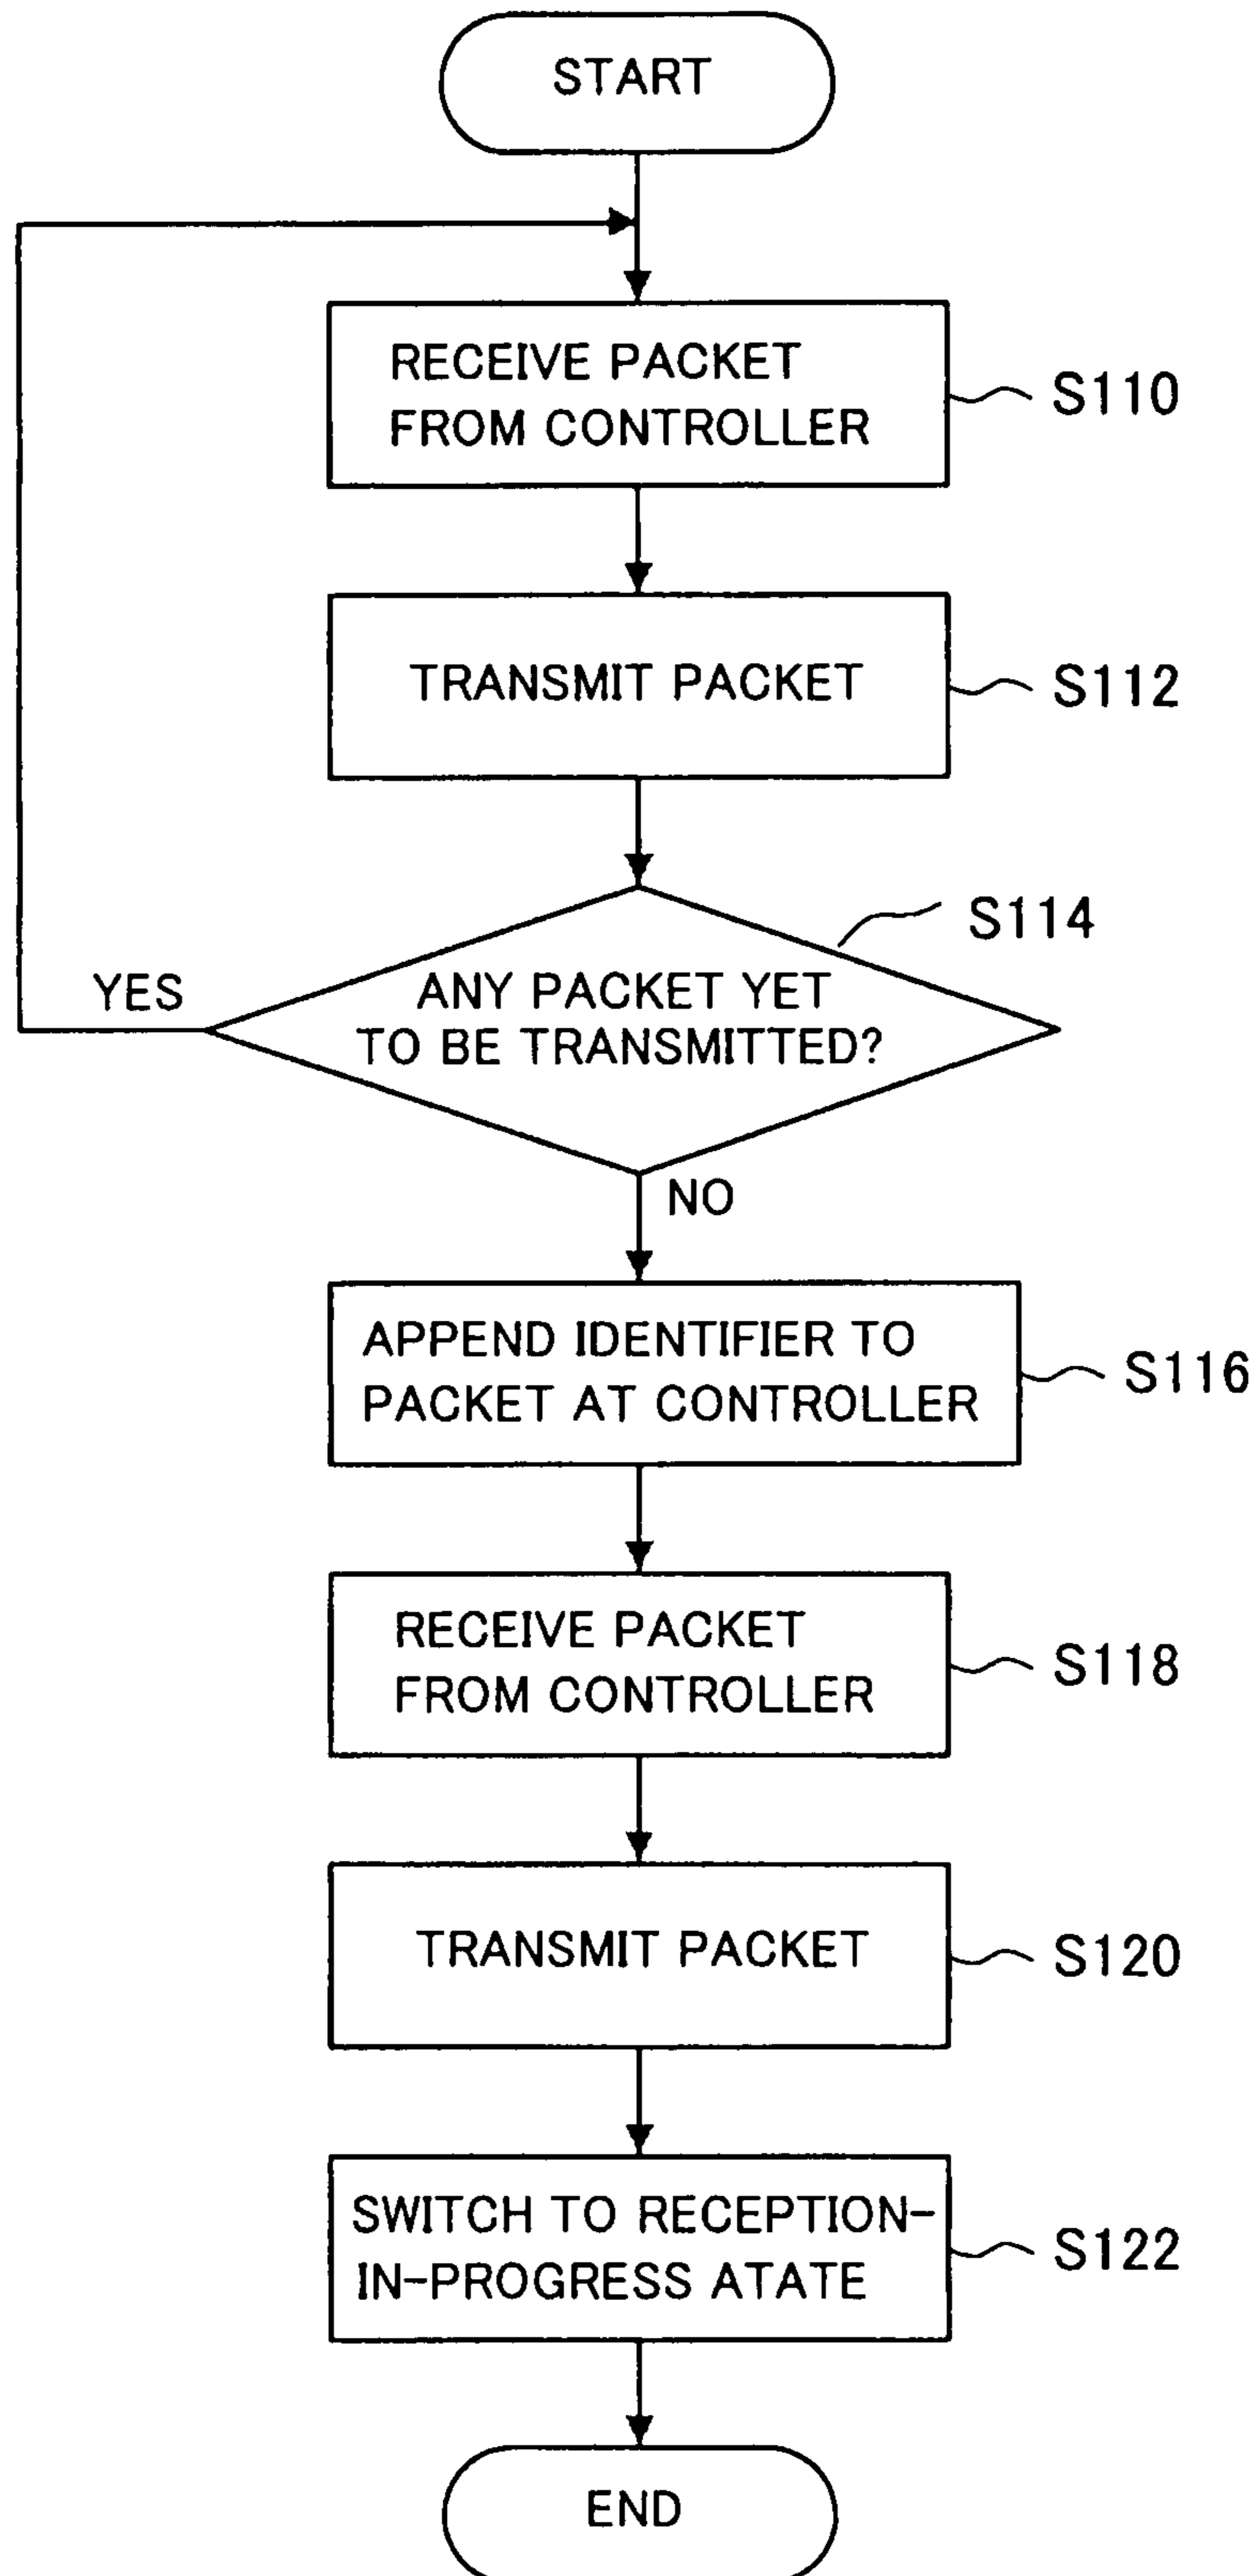 START
RECEIVE PACKET
FROM CONTROLLER
S110
TRANSMIT PACKET
S112
S114
YES
ANY PACKET YET
TO BE TRANSMITTED?
NO
APPEND IDENTIFIER TO
PACKET AT CONTROLLER
S116
RECEIVE PACKET
FROM CONTROLLER
S118
TRANSMIT PACKET
S120
SWITCH TO RECEPTION-
IN-PROGRESS ATATE
S122
END